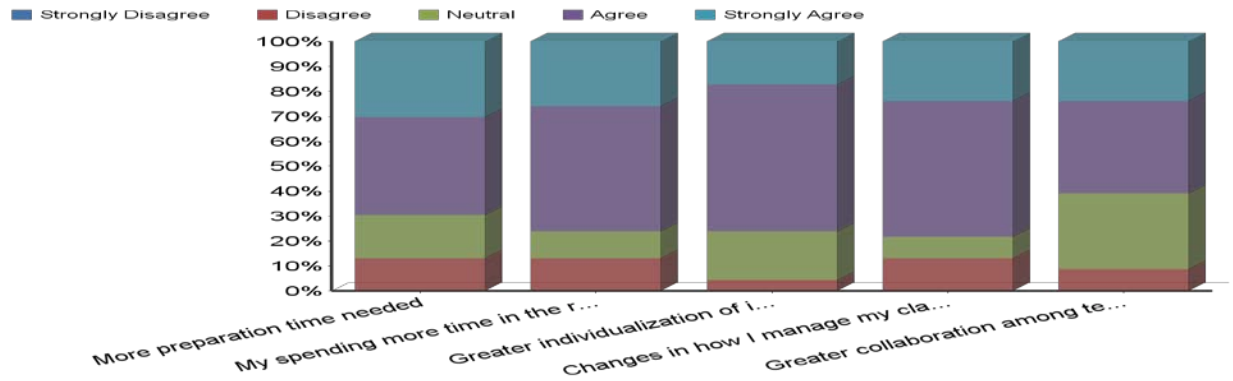 Strongly Disagree Disagree Neutral Agree Strongly Agree
100%
90%
80%
70%
60%
50%
40%
30%
20%
10%
0%
More preparation time needed
My spending more time in the r...
Greater individualization of i...
Changes in how I manage my cla...
Greater collaboration among te...